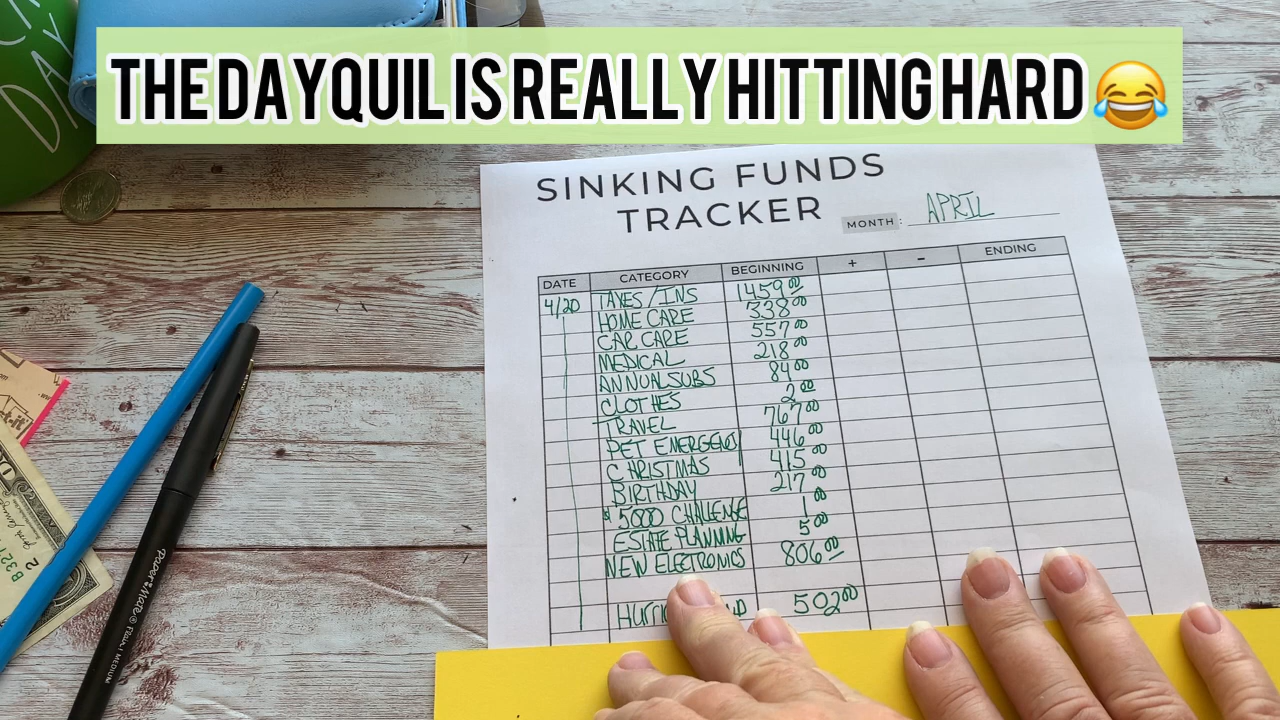 THE DAYQUIL IS REALLY HITTING HARD 😂
DAY
SINKING FUNDS
TRACKER
MONTH: APRIL
DATE CATEGORY BEGINNING + - ENDING
4/20 TAXES/INS 1459.00
HOME CARE 338.00
CAR CARE 557.00
MEDICAL 218.00
ANNUAL SUBS 84.00
CLOTHES 2.00
TRAVEL 767.00
PET EMERGENCY 446.00
CHRISTMAS 415.00
BIRTHDAY 217.00
$5000 CHALLENGE 1.00
ESTATE PLANNING 5.00
NEW ELECTRONICS 806.00
502.00
PaperMate Flair M MEDIUM